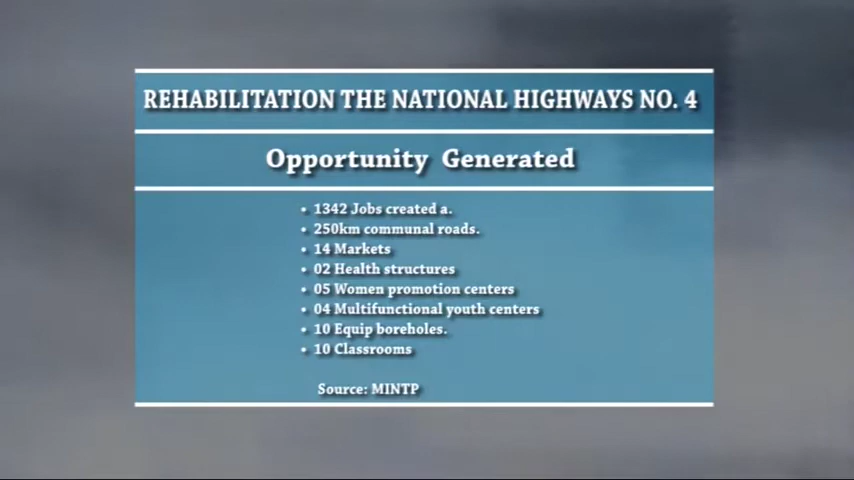 REHABILITATION THE NATIONAL HIGHWAYS NO. 4
Opportunity Generated
• 1342 Jobs created a.
• 250km communal roads.
• 14 Markets
• 02 Health structures
• 05 Women promotion centers
• 04 Multifunctional youth centers
• 10 Equip boreholes.
• 10 Classrooms
Source: MINTP